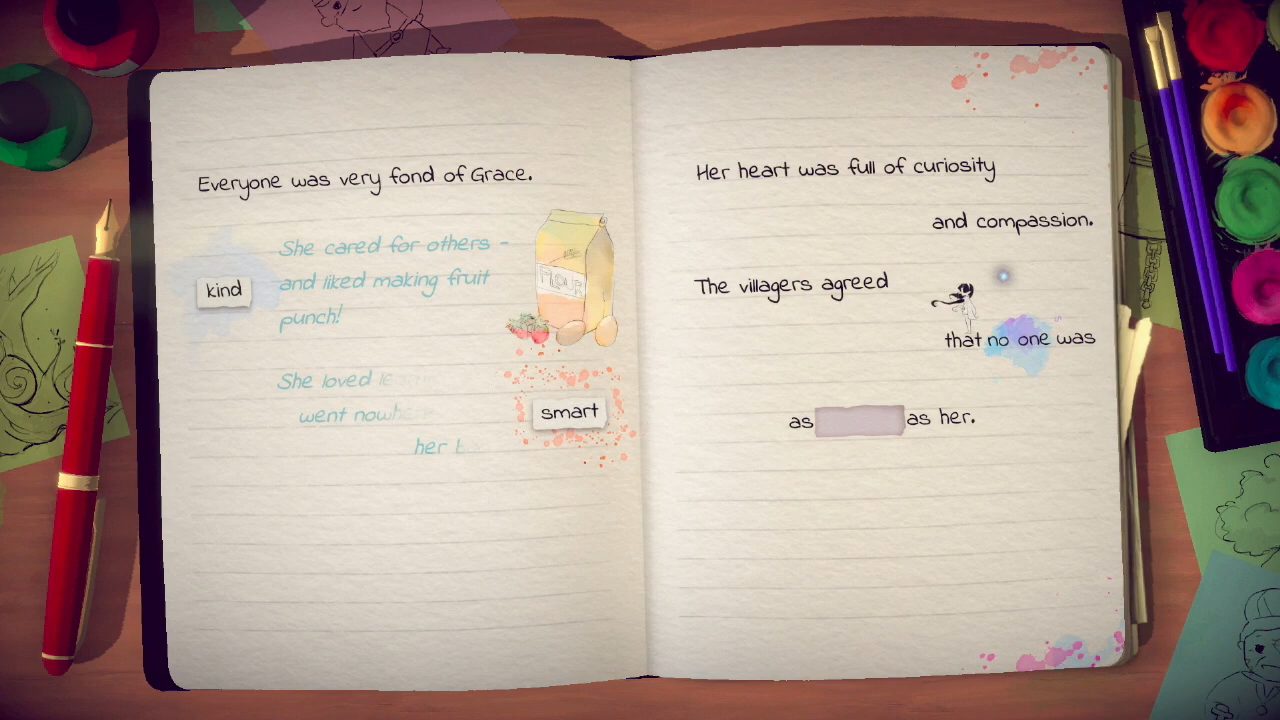 Everyone was very fond of Grace.
She cared for others -
kind
and liked making fruit
punch!
FLOUR
She loved
went
smart
her
Her heart was full of curiosity
and compassion.
The villagers agreed
that no one was
as
as her.